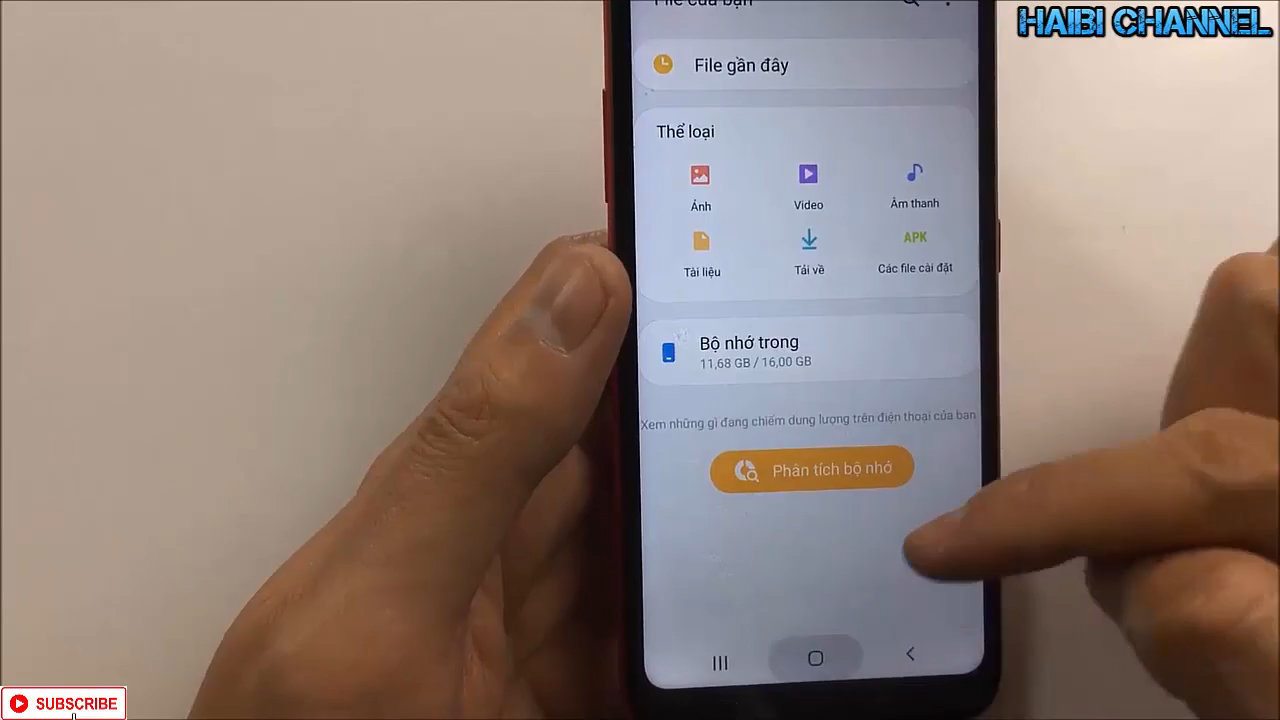 HAIBI CHANNEL
File của bạn
File gần đây
Thể loại
Ảnh
Video
Âm thanh
APK
Tài liệu
Tải về
Các file cài đặt
Bộ nhớ trong
11,68 GB / 16,00 GB
Xem những gì đang chiếm dung lượng trên điện thoại của bạn
Phân tích bộ nhớ
SUBSCRIBE